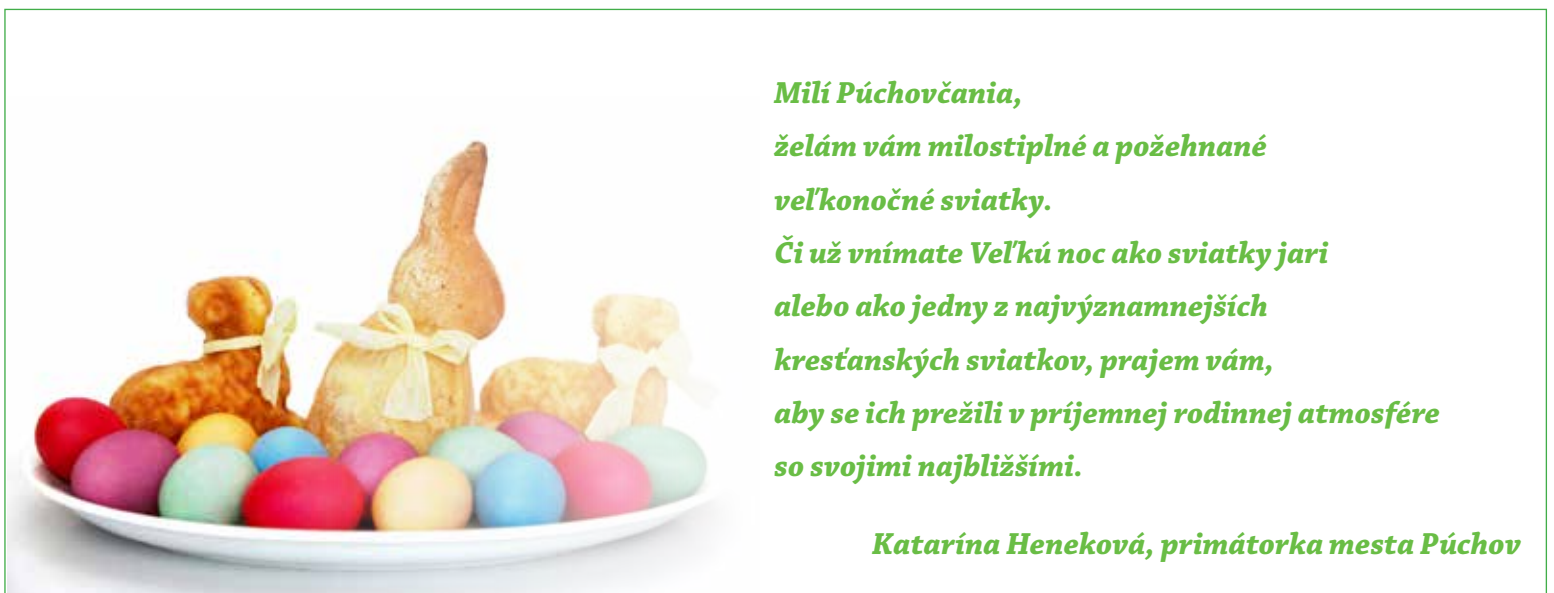 Milí Púchovčania,
želám vám milostiplné a požehnané
veľkonočné sviatky.
Či už vnímate Veľkú noc ako sviatky jari
alebo ako jedny z najvýznamnejších
kresťanských sviatkov, prajem vám,
aby se ich prežili v príjemnej rodinnej atmosfére
so svojimi najbližšími.
Katarína Heneková, primátorka mesta Púchov